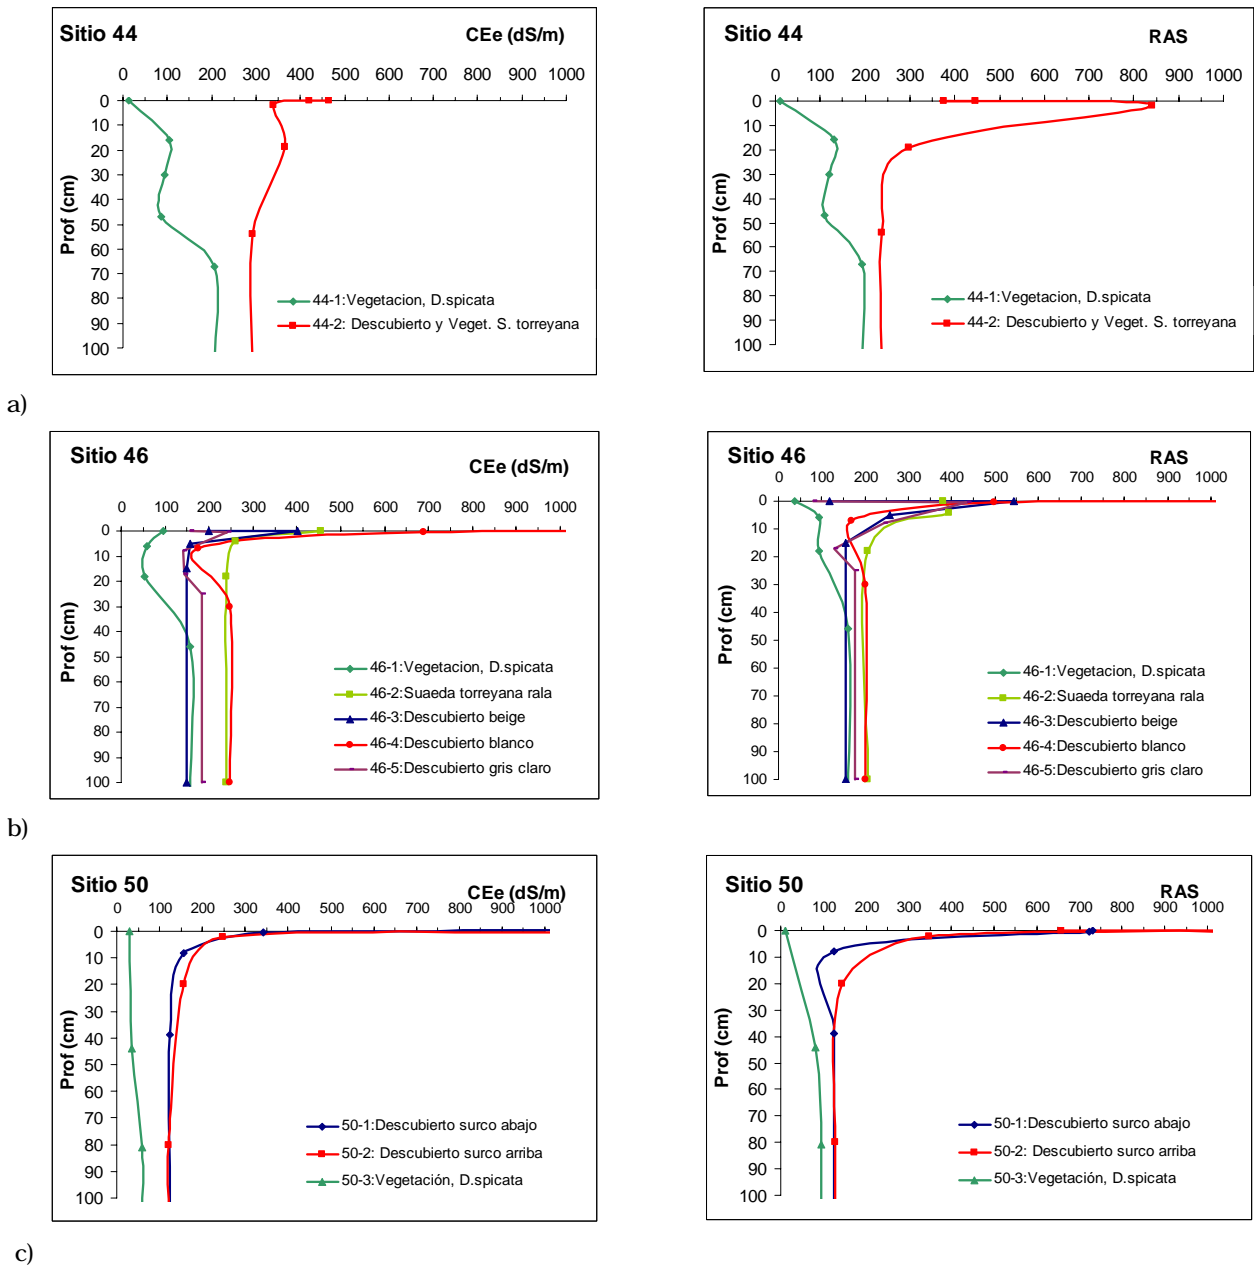 Sitio 44
CEe (dS/m)
0 100 200 300 400 500 600 700 800 900 1000
0
10
20
30
40
50
60
70
80
90
100
Prof (cm)
44-1:Vegetacion, D.spicata
44-2: Descubierto y Veget. S. torreyana
Sitio 44
RAS
0 100 200 300 400 500 600 700 800 900 1000
0
10
20
30
40
50
60
70
80
90
100
Prof (cm)
44-1:Vegetacion, D.spicata
44-2: Descubierto y Veget. S. torreyana
a)
Sitio 46
CEe (dS/m)
0 100 200 300 400 500 600 700 800 900 1000
0
10
20
30
40
50
60
70
80
90
100
Prof (cm)
46-1:Vegetacion, D.spicata
46-2:Suaeda torreyana rala
46-3:Descubierto beige
46-4:Descubierto blanco
46-5:Descubierto gris claro
Sitio 46
RAS
0 100 200 300 400 500 600 700 800 900 1000
0
10
20
30
40
50
60
70
80
90
100
Prof (cm)
46-1:Vegetacion, D.spicata
46-2:Suaeda torreyana rala
46-3:Descubierto beige
46-4:Descubierto blanco
46-5:Descubierto gris claro
b)
Sitio 50
CEe (dS/m)
0 100 200 300 400 500 600 700 800 900 1000
0
10
20
30
40
50
60
70
80
90
100
Prof (cm)
50-1:Descubierto surco abajo
50-2: Descubierto surco arriba
50-3:Vegetación, D.spicata
Sitio 50
RAS
0 100 200 300 400 500 600 700 800 900 1000
0
10
20
30
40
50
60
70
80
90
100
Prof (cm)
50-1:Descubierto surco abajo
50-2: Descubierto surco arriba
50-3:Vegetación, D.spicata
c)